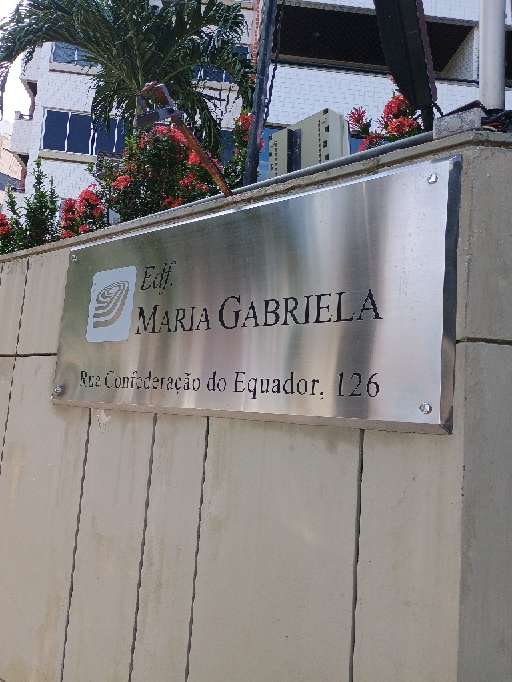 Edf.
MARIA GABRIELA
Rua Confederação do Equador, 126